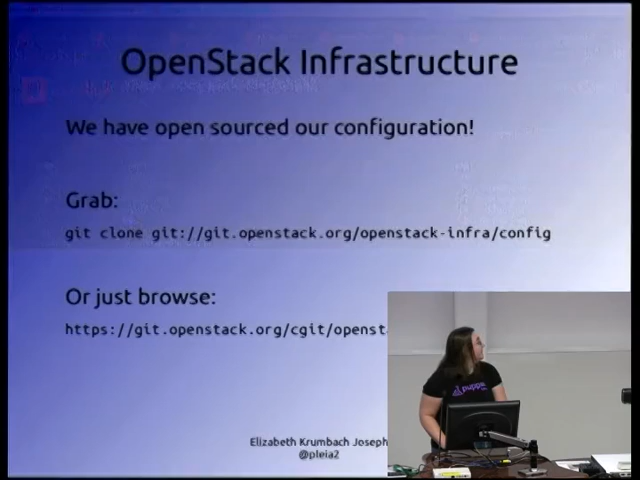 OpenStack Infrastructure
We have open sourced our configuration!
Grab:
git clone git://git.openstack.org/openstack-infra/config
Or just browse:
https://git.openstack.org/cgit/openst
Elizabeth Krumbach Joseph
@pleia2
puppe